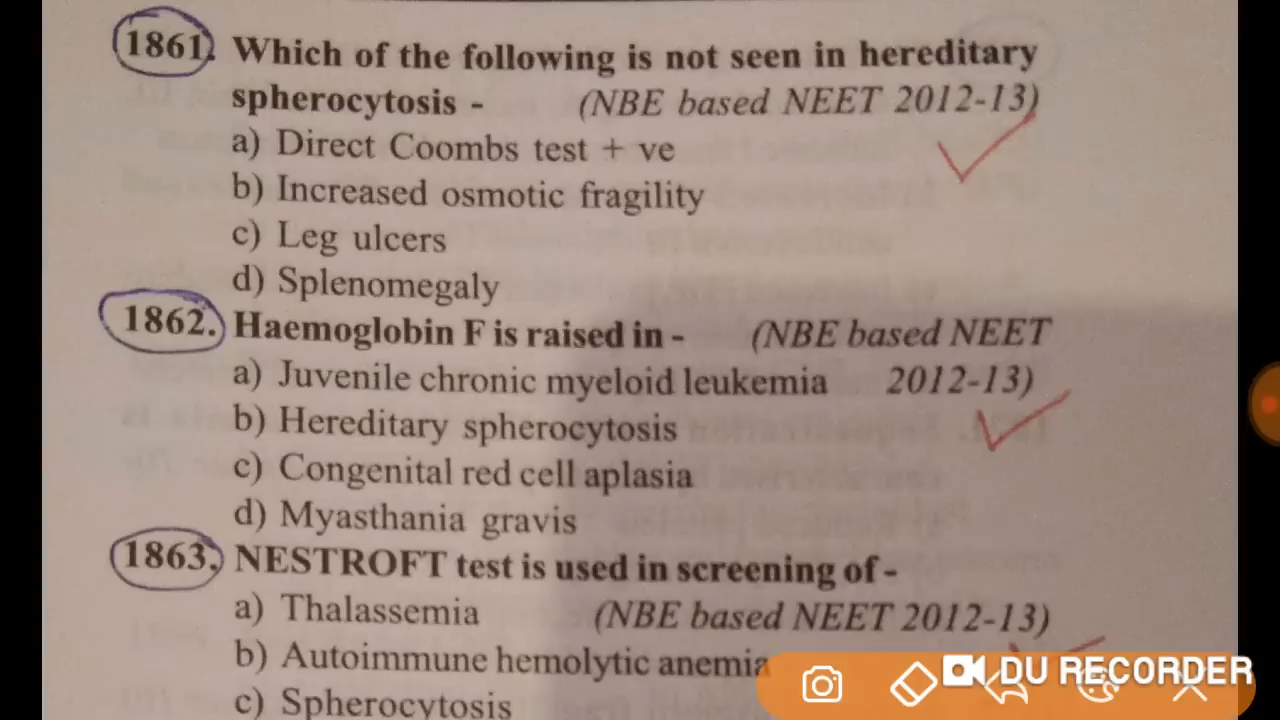 1861. Which of the following is not seen in hereditary
spherocytosis - (NBE based NEET 2012-13)
a) Direct Coombs test + ve
b) Increased osmotic fragility
c) Leg ulcers
d) Splenomegaly
1862. Haemoglobin F is raised in - (NBE based NEET
a) Juvenile chronic myeloid leukemia 2012-13)
b) Hereditary spherocytosis
c) Congenital red cell aplasia
d) Myasthania gravis
1863. NESTROFT test is used in screening of -
a) Thalassemia (NBE based NEET 2012-13)
b) Autoimmune hemolytic anemia
c) Spherocytosis
DU RECORDER